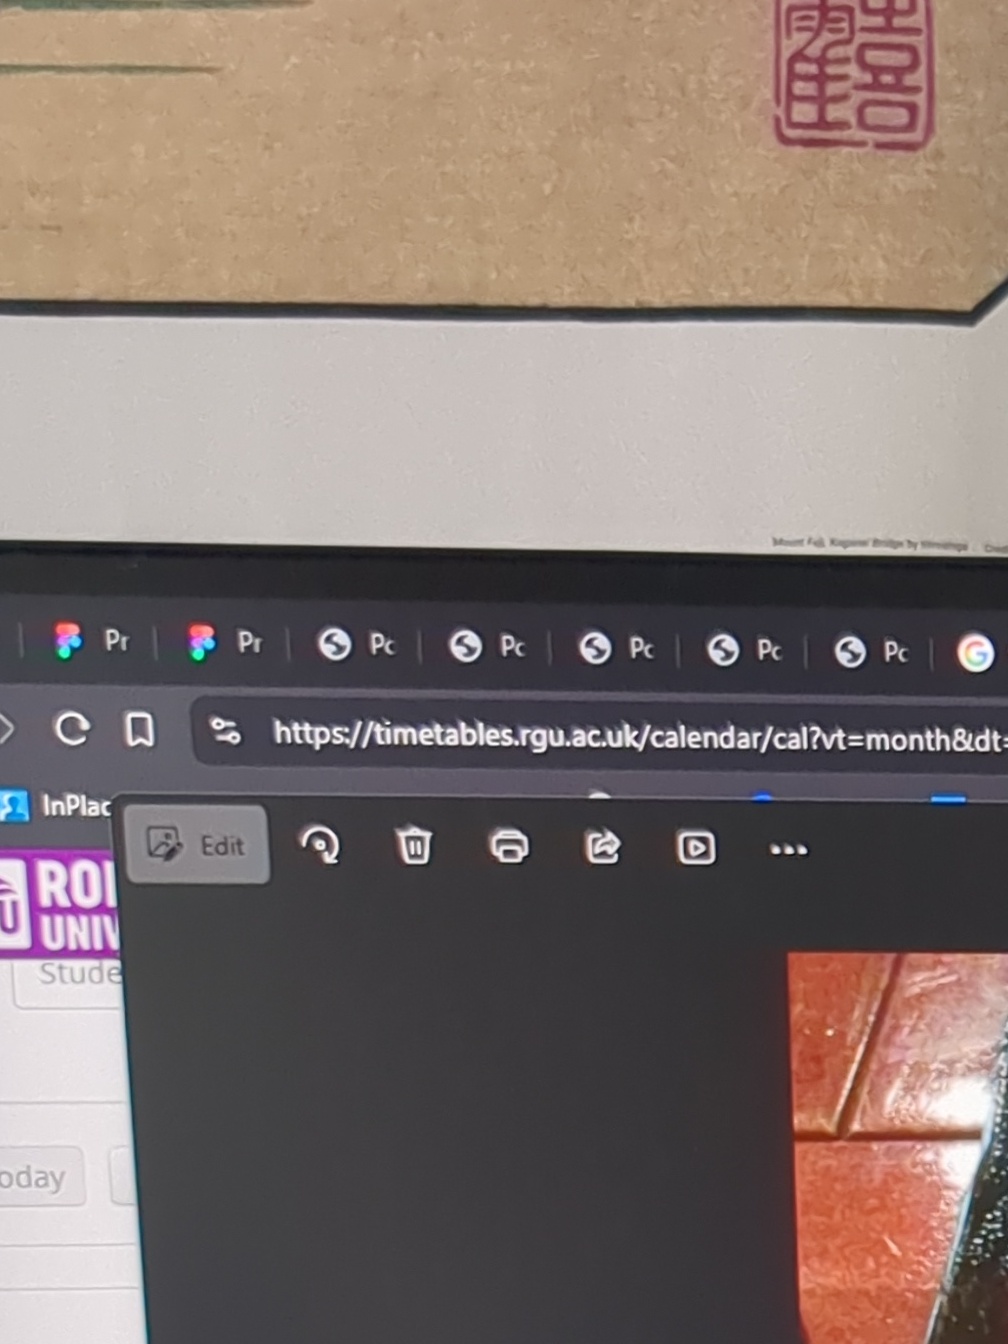 Pr Pr Pc Pc Pc Pc Pc
https://timetables.rgu.ac.uk/calendar/cal?vt=month&dt=
InPlac
Edit
ROI
UNIV
Stude
oday